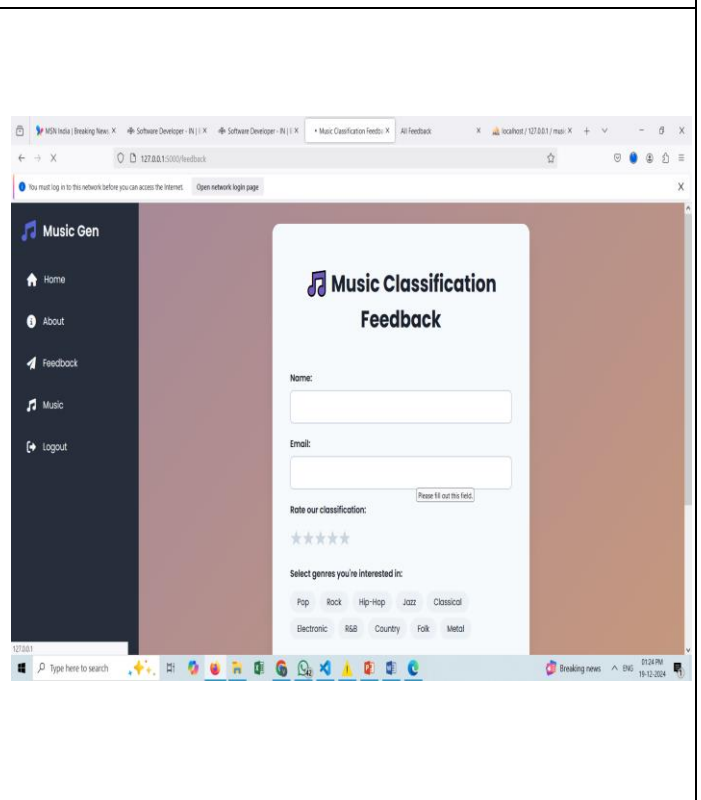 MSN India | Breaking News,
Software Developer - IN |
Software Developer - IN |
Music Classification Feedba
All Feedback
localhost / 127.0.0.1 / musi
127.0.0.1:5000/feedback
You must log in to this network before you can access the Internet.
Open network login page
Music Gen
Home
About
Feedback
Music
Logout
Music Classification
Feedback
Name:
Email:
Please fill out this field.
Rate our classification:
Select genres you're interested in:
Pop Rock Hip-Hop Jazz Classical
Electronic R&B Country Folk Metal
127.0.0.1
Type here to search
Breaking news
ENG
01:24 PM
19-12-2024